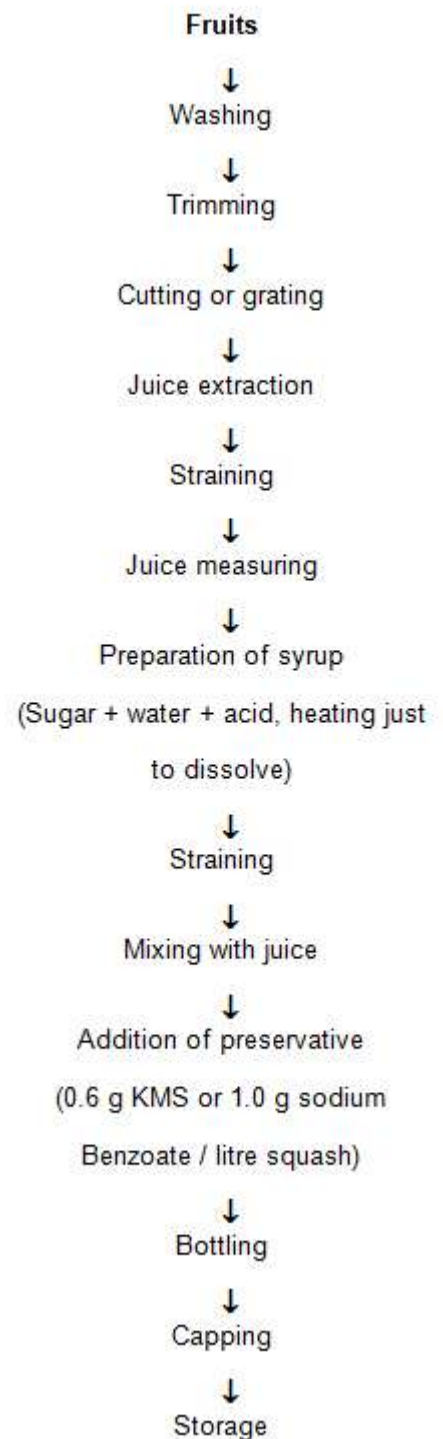 Fruits
↓
Washing
↓
Trimming
↓
Cutting or grating
↓
Juice extraction
↓
Straining
↓
Juice measuring
↓
Preparation of syrup
(Sugar + water + acid, heating just
to dissolve)
↓
Straining
↓
Mixing with juice
↓
Addition of preservative
(0.6 g KMS or 1.0 g sodium
Benzoate / litre squash)
↓
Bottling
↓
Capping
↓
Storage